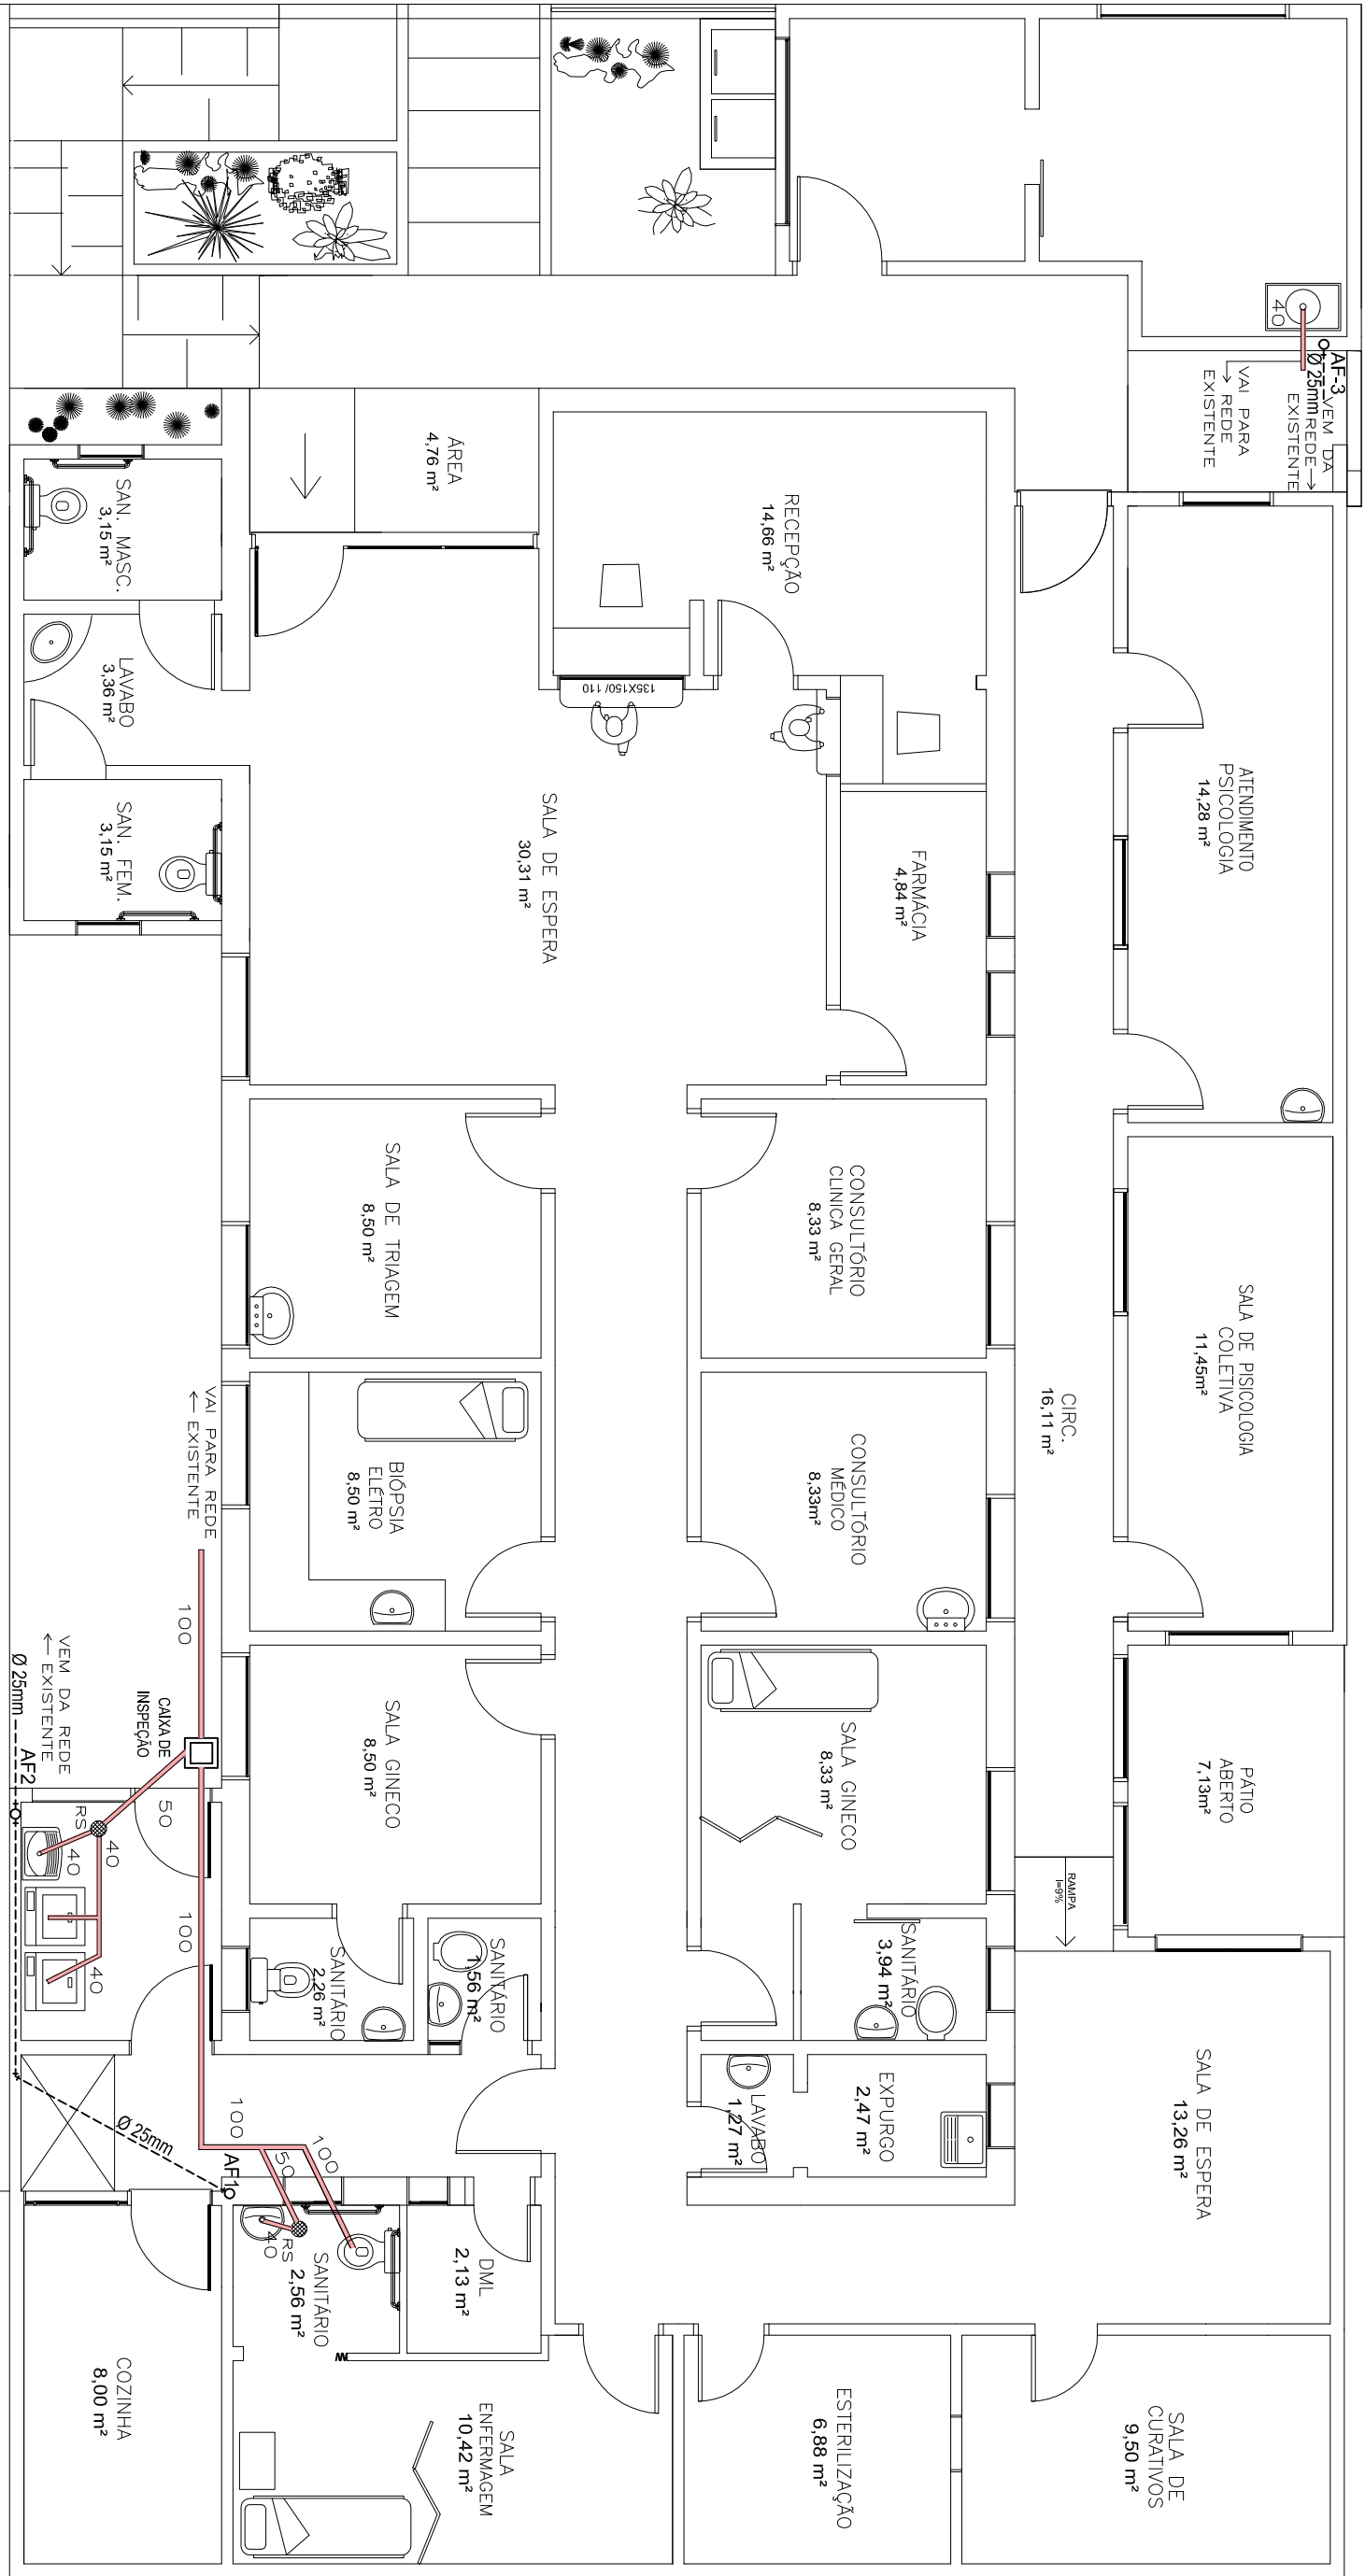 40
AF-3
Ø 25mm
VEM DA
REDE
EXISTENTE
VAI PARA
REDE
EXISTENTE
ÁREA
4,76 m²
RECEPÇÃO
14,66 m²
SAN. MASC.
3,15 m²
LAVABO
3,36 m²
SAN. FEM.
3,15 m²
135X150/110
SALA DE ESPERA
30,31 m²
FARMÁCIA
4,84 m²
ATENDIMENTO
PSICOLOGIA
14,28 m²
SALA DE TRIAGEM
8,50 m²
CONSULTÓRIO
CLINICA GERAL
8,33 m²
SALA DE PISICOLOGIA
COLETIVA
11,45m²
CIRC.
16,11 m²
BIÓPSIA
ELÉTRO
8,50 m²
CONSULTÓRIO
MÉDICO
8,33m²
VAI PARA REDE
EXISTENTE
100
CAIXA DE
INSPEÇÃO
VEM DA REDE
EXISTENTE
Ø 25mm
AF2
SALA GINECO
8,50 m²
SALA GINECO
8,33 m²
PÁTIO
ABERTO
7,13m²
RAMPA
i=9%
50
RS
40
40
40
100
SANITÁRIO
2,26 m²
SANITÁRIO
1,56 m²
SANITÁRIO
3,94 m²
LAVABO
1,27 m²
EXPURGO
2,47 m²
SALA DE ESPERA
13,26 m²
Ø 25mm
AF1
100
50
100
40
RS
SANITÁRIO
2,56 m²
DML
2,13 m²
COZINHA
8,00 m²
SALA
ENFERMAGEM
10,42 m²
ESTERILIZAÇÃO
6,88 m²
SALA DE
CURATIVOS
9,50 m²